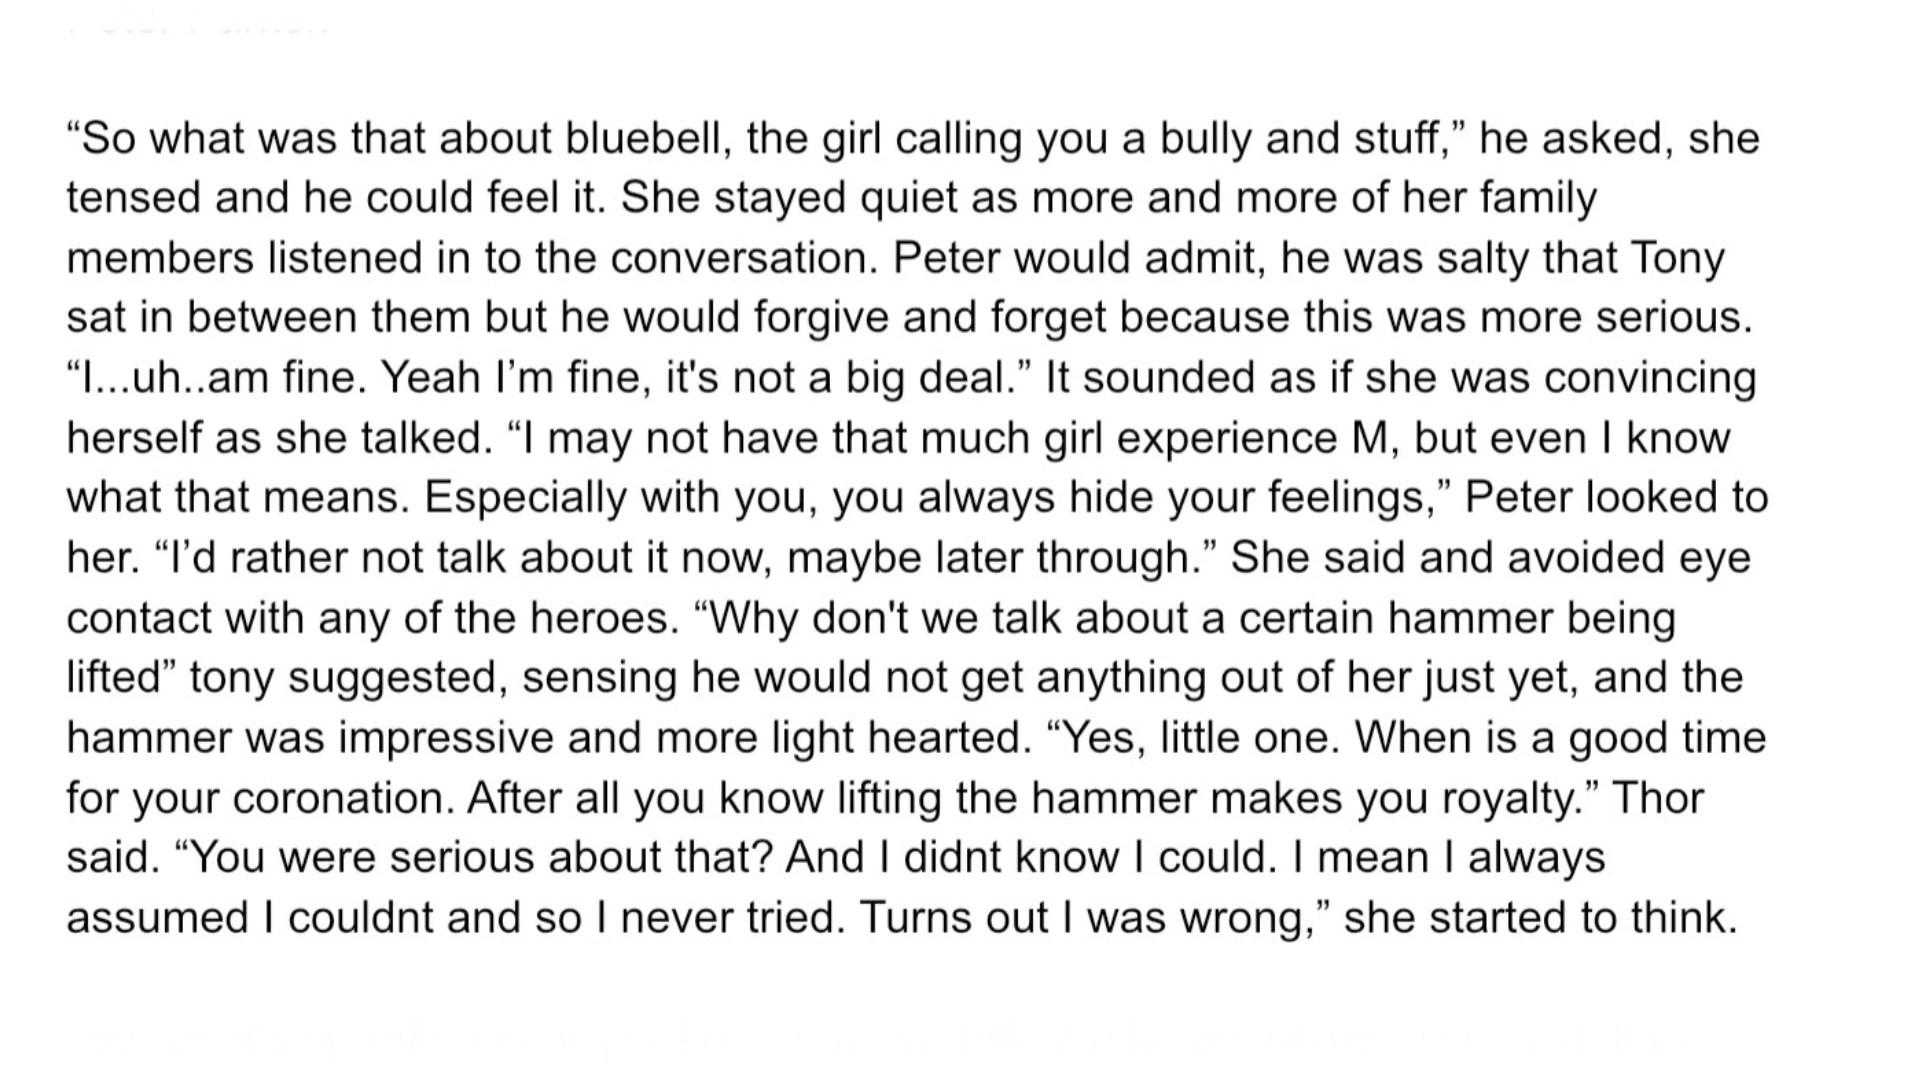 “So what was that about bluebell, the girl calling you a bully and stuff,” he asked, she
tensed and he could feel it. She stayed quiet as more and more of her family
members listened in to the conversation. Peter would admit, he was salty that Tony
sat in between them but he would forgive and forget because this was more serious.
“I...uh..am fine. Yeah I’m fine, it's not a big deal.” It sounded as if she was convincing
herself as she talked. “I may not have that much girl experience M, but even I know
what that means. Especially with you, you always hide your feelings,” Peter looked to
her. “I’d rather not talk about it now, maybe later through.” She said and avoided eye
contact with any of the heroes. “Why don't we talk about a certain hammer being
lifted” tony suggested, sensing he would not get anything out of her just yet, and the
hammer was impressive and more light hearted. “Yes, little one. When is a good time
for your coronation. After all you know lifting the hammer makes you royalty.” Thor
said. “You were serious about that? And I didnt know I could. I mean I always
assumed I couldnt and so I never tried. Turns out I was wrong,” she started to think.